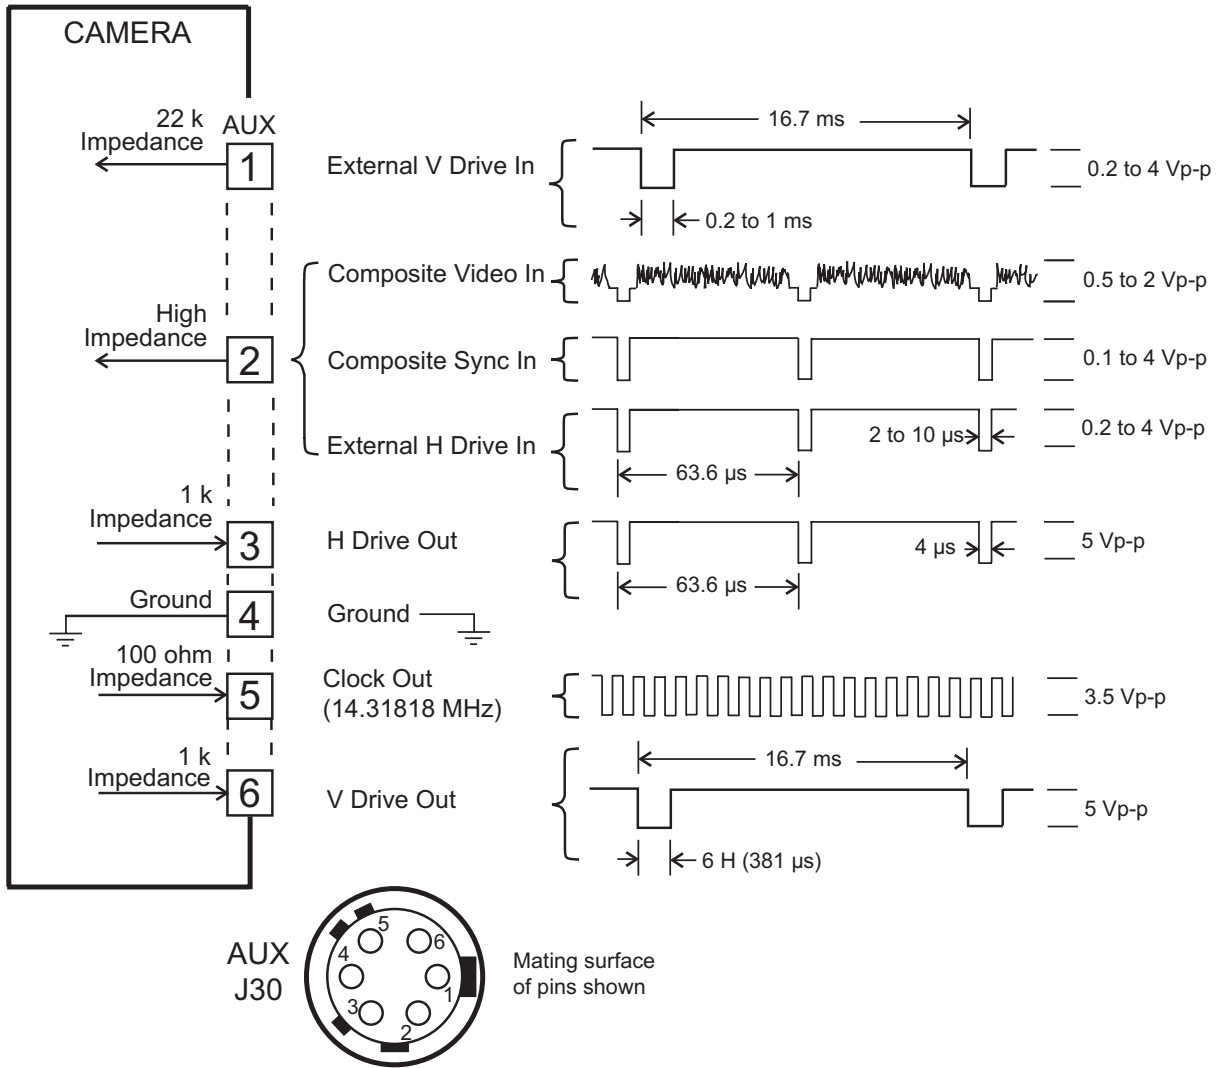 CAMERA
22 k
Impedance
AUX
1
External V Drive In
16.7 ms
0.2 to 1 ms
0.2 to 4 Vp-p
Composite Video In
0.5 to 2 Vp-p
High
Impedance
2
Composite Sync In
0.1 to 4 Vp-p
External H Drive In
2 to 10 µs
63.6 µs
0.2 to 4 Vp-p
1 k
Impedance
3
H Drive Out
4 µs
63.6 µs
5 Vp-p
Ground
4
Ground
100 ohm
Impedance
5
Clock Out
(14.31818 MHz)
3.5 Vp-p
1 k
Impedance
6
V Drive Out
16.7 ms
6 H (381 µs)
5 Vp-p
AUX
J30
5
6
4
1
3
2
Mating surface
of pins shown